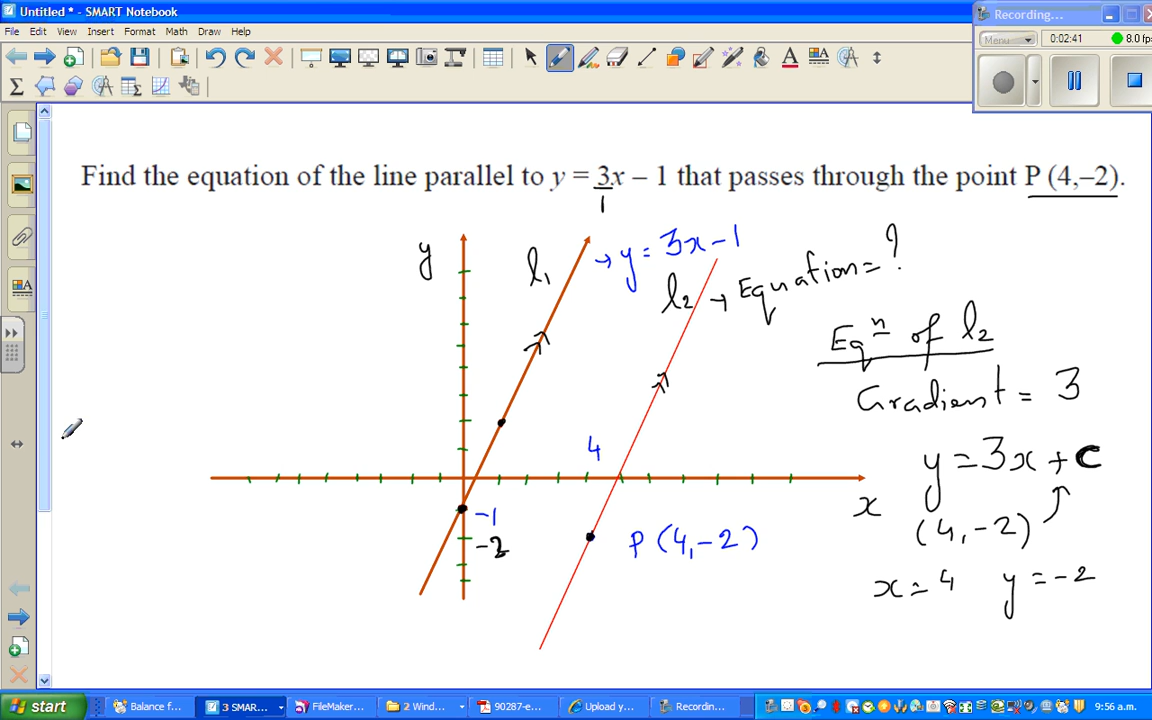 Untitled * - SMART Notebook
Recording...
File Edit View Insert Format Math Draw Help
Menu
0:02:41
8.0 fp
Find the equation of the line parallel to y = 3x – 1 that passes through the point P (4,–2).
1
y
l₁
→ y = 3x - 1
l₂ → Equation = ?
Eqⁿ of l₂
Gradient = 3
4
y = 3x + c
x
-1
(4, -2)
-2
P (4, -2)
x = 4 y = -2
start
Balance f...
3 SMAR...
FileMaker...
2 Wind...
90287-e...
Upload y...
Recordin...
9:56 a.m.